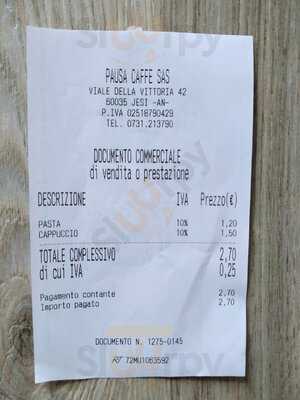 PAUSA CAFFE SAS
VIALE DELLA VITTORIA 42
60035 JESI -AN-
P.IVA 02516790429
TEL. 0731.213790
DOCUMENTO COMMERCIALE
di vendita o prestazione
DESCRIZIONE IVA Prezzo(€)
PASTA 10% 1,20
CAPPUCCIO 10% 1,50
TOTALE COMPLESSIVO 2,70
di cui IVA 0,25
Pagamento contante 2,70
Importo pagato 2,70
DOCUMENTO N. 1275-0145
RT 72MU1063592